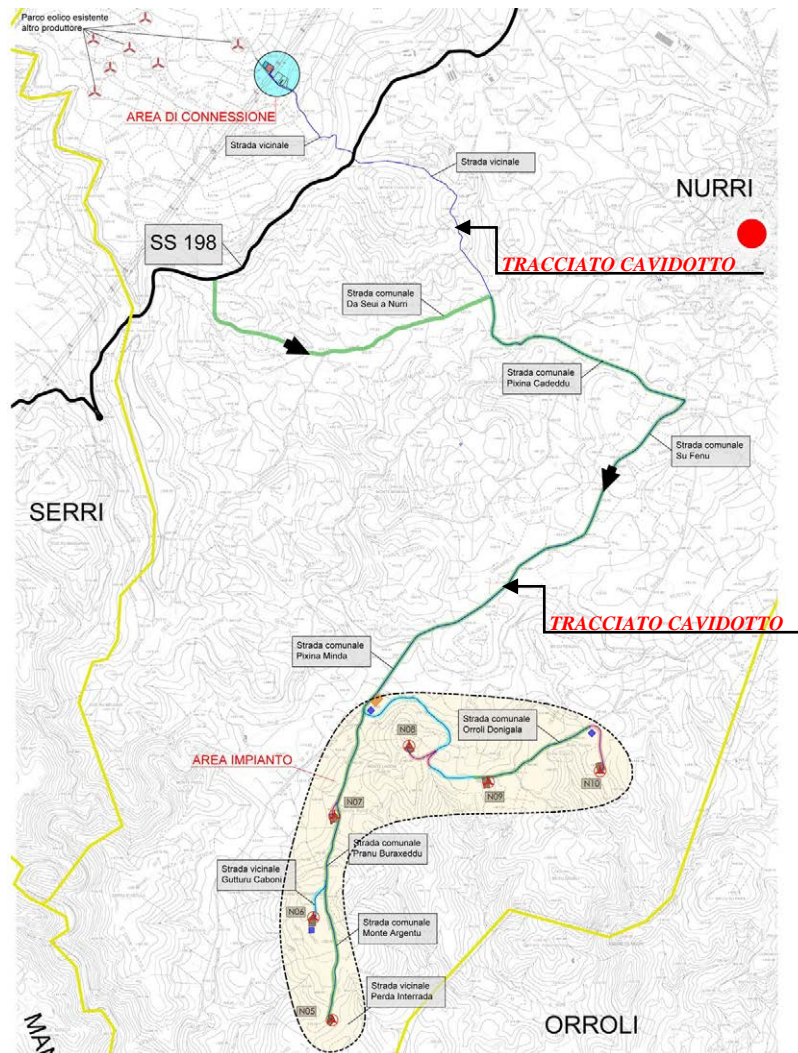 Parco eolico esistente
altro produttore
AREA DI CONNESSIONE
Strada vicinale
Strada vicinale
NURRI
SS 198
TRACCIATO CAVIDOTTO
Strada comunale
Da Seui a Nurri
Strada comunale
Pixina Cadeddu
Strada comunale
Su Fenu
SERRI
TRACCIATO CAVIDOTTO
Strada comunale
Pixina Minda
Strada comunale
Orroli Donigala
N08
AREA IMPIANTO
N10
N09
N07
Strada comunale
Pranu Buraxeddu
Strada vicinale
Gutturu Caboni
N06
Strada comunale
Monte Argentu
Strada vicinale
Perda Interrada
N05
ORROLI
MAN